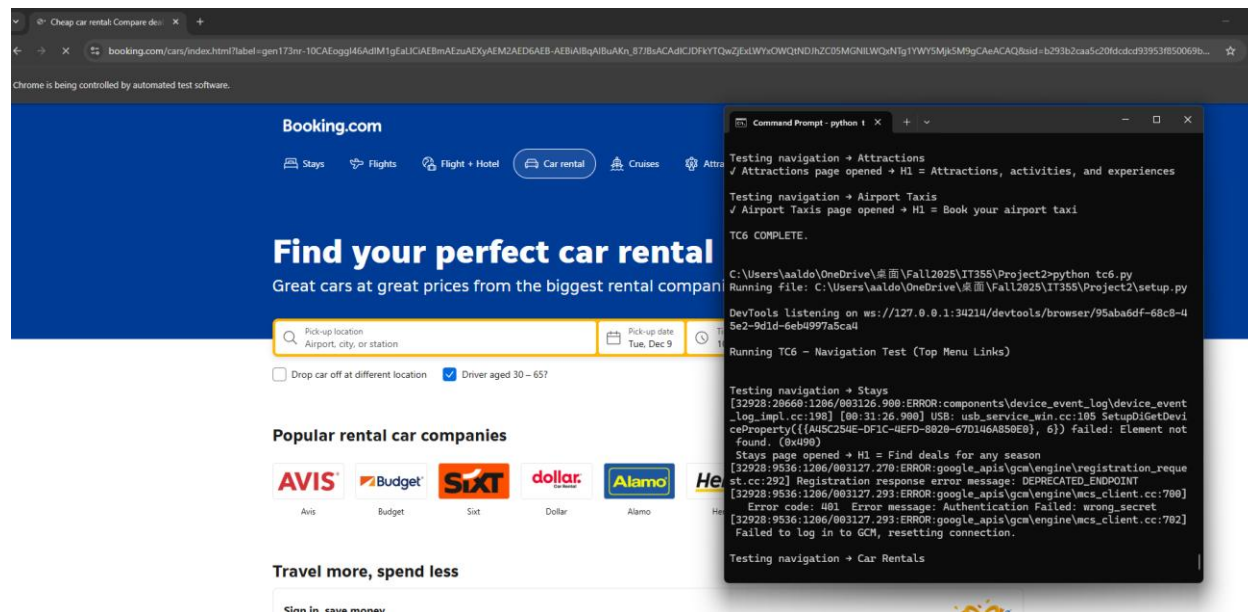 Cheap car rental: Compare deal
booking.com/cars/index.html?label=
Chrome is being controlled by automated test software.
Booking.com
Stays Flights Flight + Hotel Car rental Cruises Attra
Find your perfect car rental
Great cars at great prices from the biggest rental compani
Pick-up location
Airport, city, or station
Pick-up date
Tue, Dec 9
Drop car off at different location Driver aged 30 – 65?
Popular rental car companies
AVIS Budget SIXT dollar. Alamo
Car Rental
Avis Budget Sixt Dollar Alamo
Travel more, spend less
Sign in, save money
Command Prompt - python t
Testing navigation → Attractions
√ Attractions page opened → H1 = Attractions, activities, and experiences
Testing navigation → Airport Taxis
√ Airport Taxis page opened → H1 = Book your airport taxi
TC6 COMPLETE.
C:\Users\aaldo\OneDrive\桌面\Fall2025\IT355\Project2>python tc6.py
Running file: C:\Users\aaldo\OneDrive\桌面\Fall2025\IT355\Project2\setup.py
DevTools listening on ws://127.0.0.1:34214/devtools/browser/95aba6df-68c8-4
5e2-9d1d-6eb4997a5ca4
Running TC6 – Navigation Test (Top Menu Links)
Testing navigation → Stays
[32928:20660:1206/003126.900:ERROR:components\device_event_log\device_event
_log_impl.cc:198] [00:31:26.900] USB: usb_service_win.cc:105 SetupDiGetDevi
ceProperty({{A45C254E-DF1C-4EFD-8020-67D146A850E0}, 6}) failed: Element not
found. (0x490)
Stays page opened → H1 = Find deals for any season
[32928:9536:1206/003127.270:ERROR:google_apis\gcm\engine\registration_reque
st.cc:292] Registration response error message: DEPRECATED_ENDPOINT
[32928:9536:1206/003127.293:ERROR:google_apis\gcm\engine\mcs_client.cc:700]
Error code: 401 Error message: Authentication Failed: wrong_secret
[32928:9536:1206/003127.293:ERROR:google_apis\gcm\engine\mcs_client.cc:702]
Failed to log in to GCM, resetting connection.
Testing navigation → Car Rentals